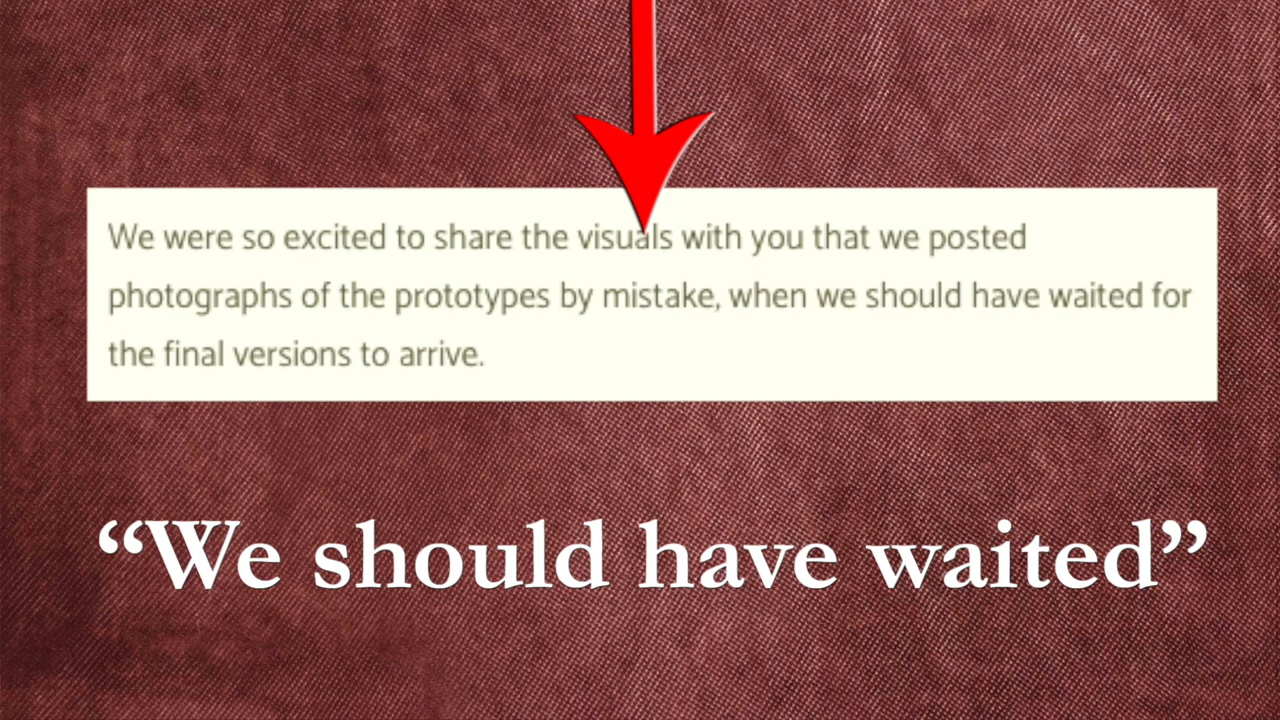 We were so excited to share the visuals with you that we posted
photographs of the prototypes by mistake, when we should have waited for
the final versions to arrive.
“We should have waited”